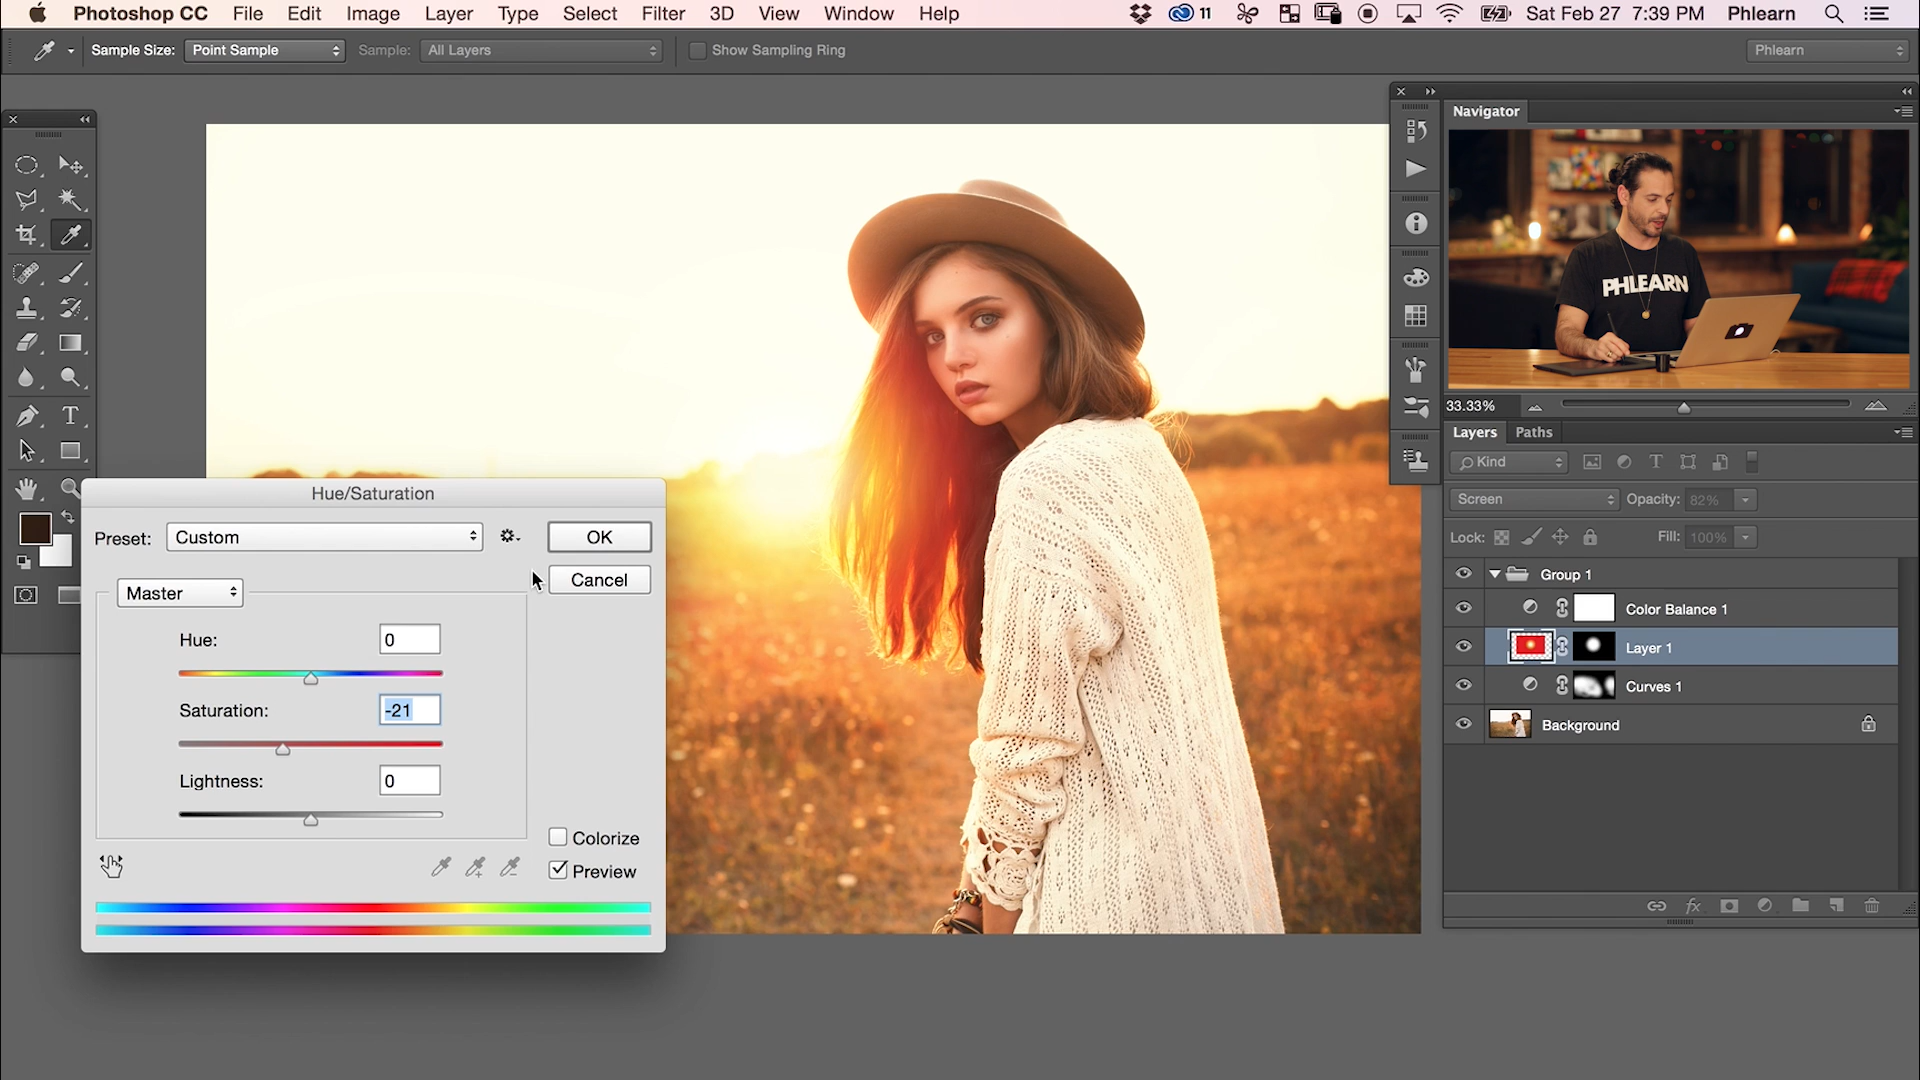 Photoshop CC File Edit Image Layer Type Select Filter 3D View Window Help 11 Sat Feb 27 7:39 PM Phlearn
Sample Size: Point Sample Sample: All Layers Show Sampling Ring Phlearn
Navigator
PHLEARN
33.33%
Layers Paths
Kind
Screen Opacity: 82%
Lock: Fill: 100%
Group 1
Color Balance 1
Layer 1
Curves 1
Background
Hue/Saturation
Preset: Custom OK
Cancel
Master
Hue: 0
Saturation: -21
Lightness: 0
Colorize
Preview